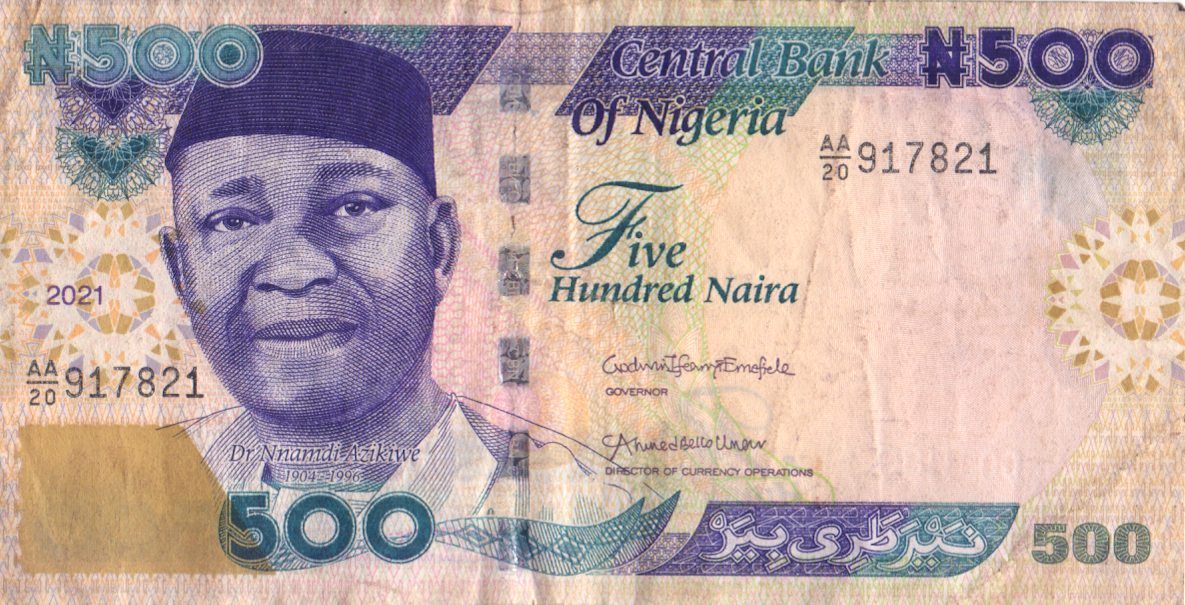 ₦500
Central Bank
Of Nigeria
₦500
AA/20 917821
Five
Hundred Naira
2021
AA/20 917821
Godwin Ifeanyi Emefiele
GOVERNOR
Ahmed Bello Umar
DIRECTOR OF CURRENCY OPERATIONS
Dr Nnamdi Azikiwe
1904 - 1996
500
نَيْرَ طَرِى بِيَرْ
500